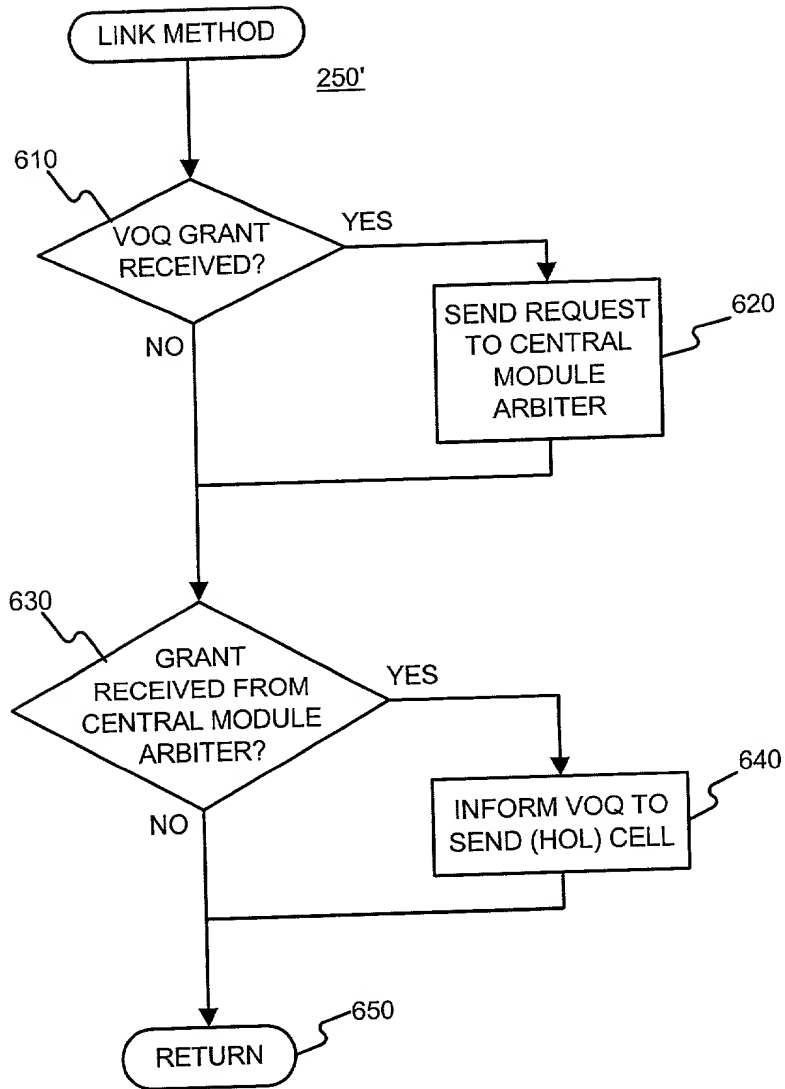 LINK METHOD
250'
610
VOQ GRANT
RECEIVED?
YES
NO
SEND REQUEST
TO CENTRAL
MODULE
ARBITER
620
630
GRANT
RECEIVED FROM
CENTRAL MODULE
ARBITER?
YES
NO
INFORM VOQ TO
SEND (HOL) CELL
640
RETURN
650